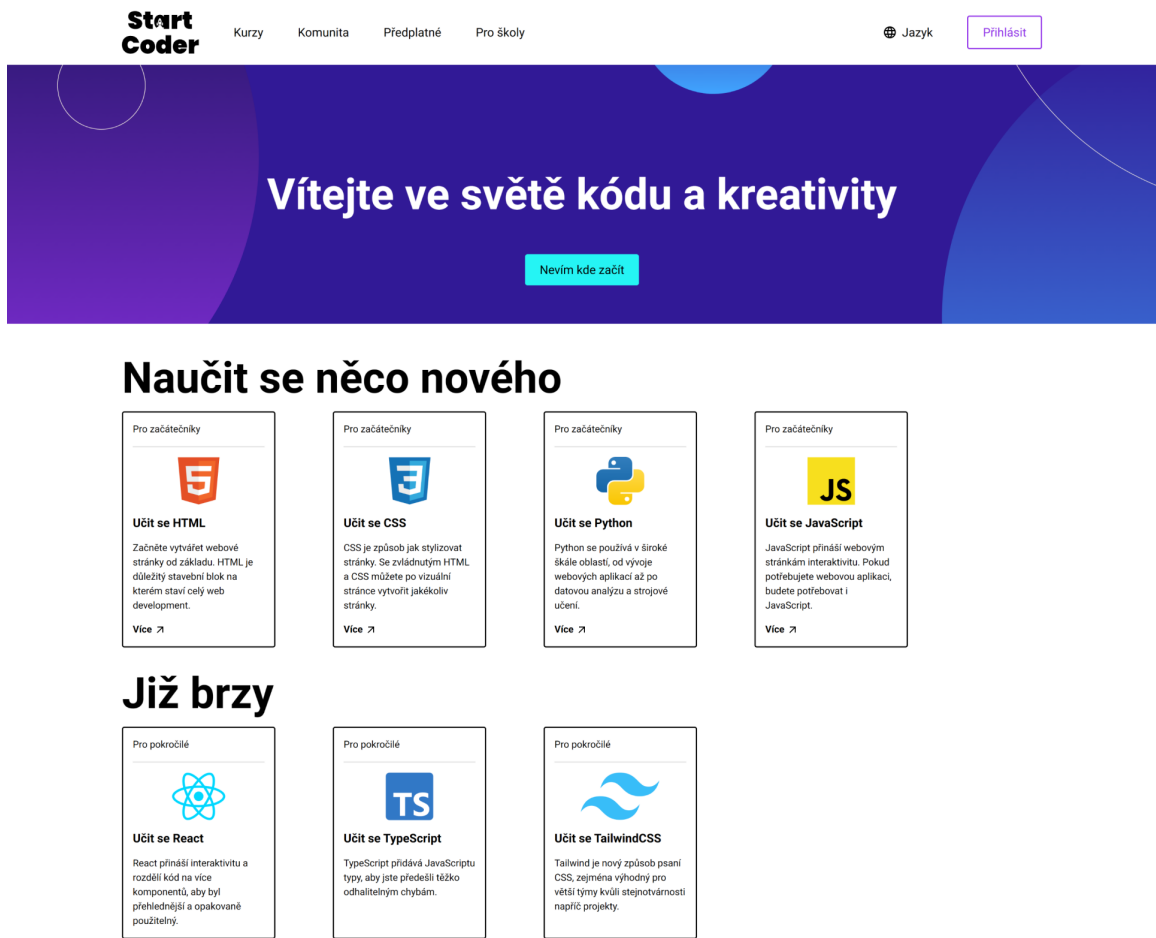 Start
Coder
Kurzy
Komunita
Předplatné
Pro školy
Jazyk
Přihlásit
Vítejte ve světě kódu a kreativity
Nevím kde začít
Naučit se něco nového
Pro začátečníky
5
Učit se HTML
Začněte vytvářet webové
stránky od základu. HTML je
důležitý stavební blok na
kterém staví celý web
development.
Více
Pro začátečníky
3
Učit se CSS
CSS je způsob jak stylizovat
stránky. Se zvládnutým HTML
a CSS můžete po vizuální
stránce vytvořit jakékoliv
stránky.
Více
Pro začátečníky
Učit se Python
Python se používá v široké
škále oblastí, od vývoje
webových aplikací až po
datovou analýzu a strojové
učení.
Více
Pro začátečníky
JS
Učit se JavaScript
JavaScript přináší webovým
stránkám interaktivitu. Pokud
potřebujete webovou aplikaci,
budete potřebovat i
JavaScript.
Více
Již brzy
Pro pokročilé
Učit se React
React přináší interaktivitu a
rozdělí kód na více
komponentů, aby byl
přehlednější a opakovaně
použitelný.
Pro pokročilé
TS
Učit se TypeScript
TypeScript přidává JavaScriptu
typy, aby jste předešli těžko
odhalitelným chybám.
Pro pokročilé
Učit se TailwindCSS
Tailwind je nový způsob psaní
CSS, zejména výhodný pro
větší týmy kvůli stejnotvárnosti
napříč projekty.